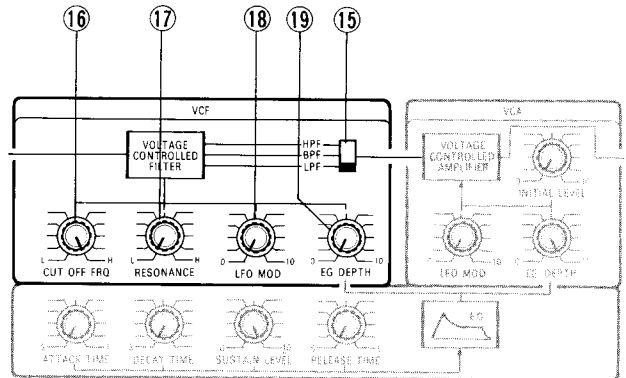 16 17 18 19 15
VCF
VCA
VOLTAGE CONTROLLED FILTER
HPF
BPF
LPF
VOLTAGE CONTROLLED AMPLIFIER
INITIAL LEVEL
L H
CUT OFF FRQ
L H
RESONANCE
0 10
LFO MOD
0 10
EG DEPTH
LFO MOD
EG DEPTH
EG
ATTACK TIME
DECAY TIME
SUSTAIN LEVEL
RELEASE TIME